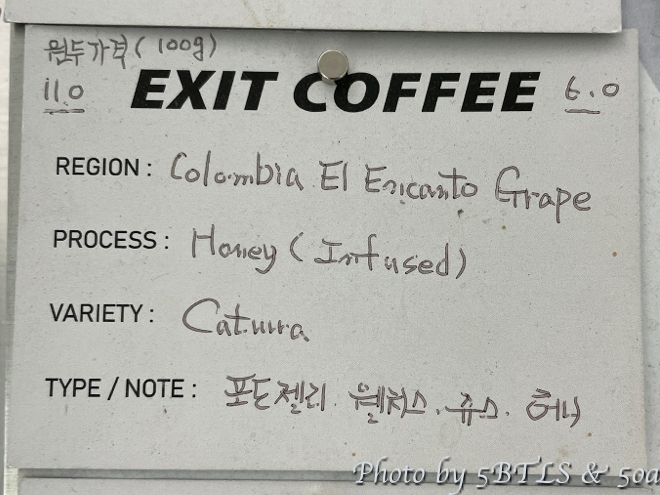 원두가격(100g)
11.0 EXIT COFFEE 6.0
REGION: Colombia El Encanto Grape
PROCESS: Honey (Infused)
VARIETY: Caturra
TYPE / NOTE: 포도젤리. 웰치스. 쥬스. 허니
Photo by 5BTLS & 50a